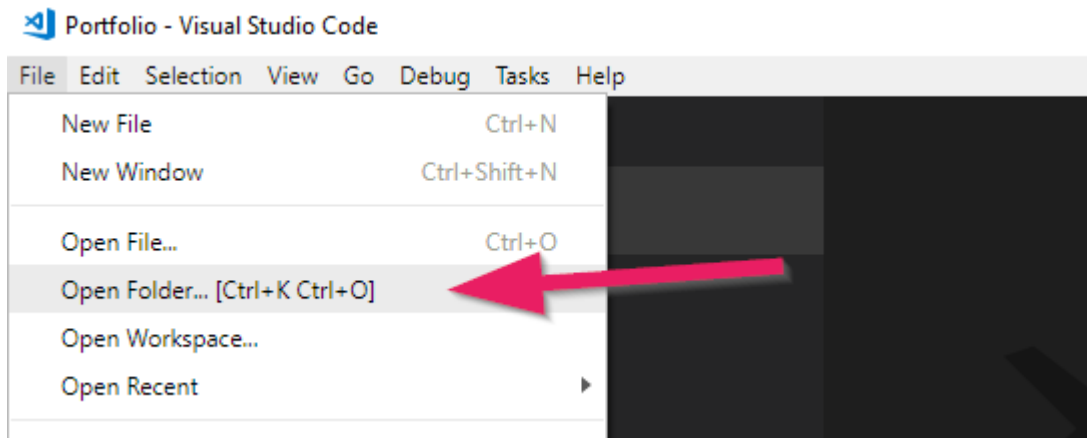 Portfolio - Visual Studio Code
File Edit Selection View Go Debug Tasks Help
New File Ctrl+N
New Window Ctrl+Shift+N
Open File... Ctrl+O
Open Folder... [Ctrl+K Ctrl+O]
Open Workspace...
Open Recent